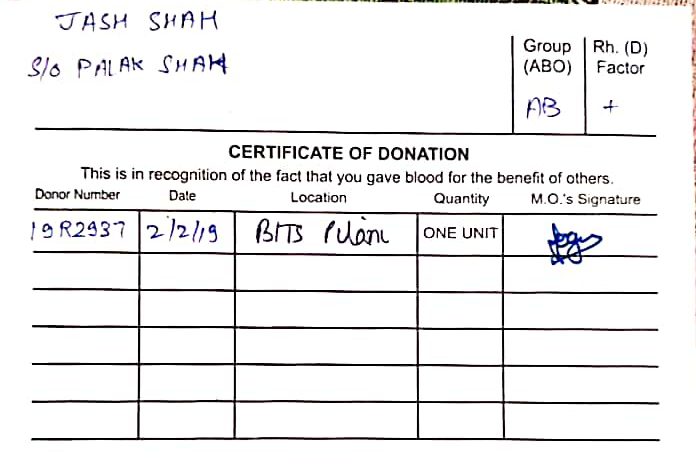 JASH SHAH
S/o PALAK SHAH
Group (ABO) Rh. (D) Factor
AB +
CERTIFICATE OF DONATION
This is in recognition of the fact that you gave blood for the benefit of others.
Donor Number Date Location Quantity M.O.'s Signature
19R2937 2/2/19 BITS Pilani ONE UNIT